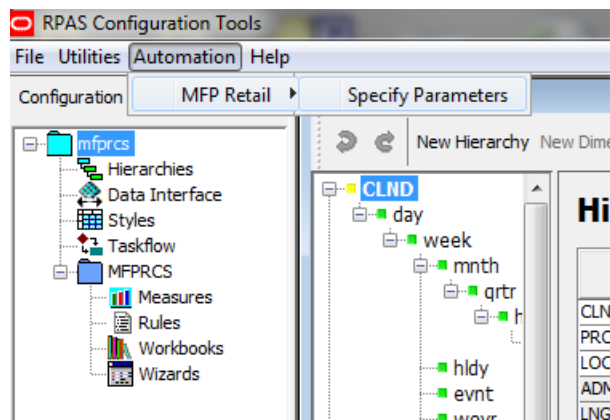 RPAS Configuration Tools
File Utilities Automation Help
Configuration
MFP Retail
Specify Parameters
New Hierarchy
mfprcs
Hierarchies
Data Interface
Styles
Taskflow
MFPRCS
Measures
Rules
Workbooks
Wizards
CLND
day
week
mnth
qrtr
hldy
evnt
Hi
CLN
PRO
LOC
ADM
LNG